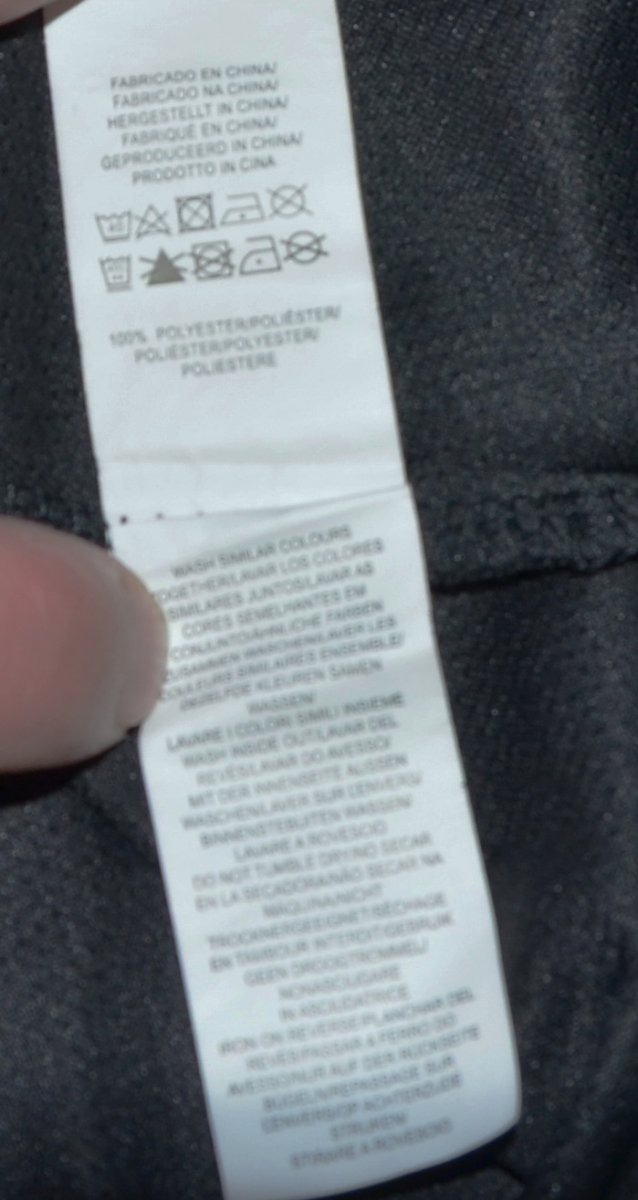 FABRICADO EN CHINA/
FABRICADO NA CHINA/
HERGESTELLT IN CHINA/
FABRIQUÉ EN CHINA/
GEPRODUCEERD IN CHINA/
PRODOTTO IN CINA
100% POLYESTER/POLIÉSTER/
POLIÉSTER/POLYESTER/
POLIESTERE
WASH SIMILAR COLOURS
TOGETHER/LAVAR LOS COLORES
SIMILARES JUNTOS/LAVAR AS
CORES SEMELHANTES EM
CONJUNTO/ÄHNLICHE FARBEN
ZUSAMMEN WASCHEN/LAVER LES
COULEURS SIMILAIRES ENSEMBLE/
KLEUREN SAMEN
WASSEN/
LAVARE I COLORI SIMILI INSIEME
WASH INSIDE OUT/LAVAR DEL
REVÉS/LAVAR DO AVESSO/
MIT DER INNENSEITE AUSSEN
WASCHEN/LAVER SUR L'ENVERS/
BINNENSTEBUITEN WASSEN/
LAVARE A ROVESCIO
DO NOT TUMBLE DRY/NO SECAR
EN LA SECADORA/NÃO SECAR NA
MÁQUINA/NICHT
TROCKNERGEEIGNET/SÉCHAGE
EN TAMBOUR INTERDIT/GEBRUIK
GEEN DROOGTROMMEL/
NON ASCIUGARE
IN
IRON ON REVERSE/PLANCHAR DEL
REVÉS/PASSAR A FERRO DO
AVESSO/NUR AUF DER RÜCKSEITE
BÜGELN/REPASSAGE SUR
L'ENVERS/OP ACHTERZIJDE
STRIJKEN/
STIRARE A ROVESCIO